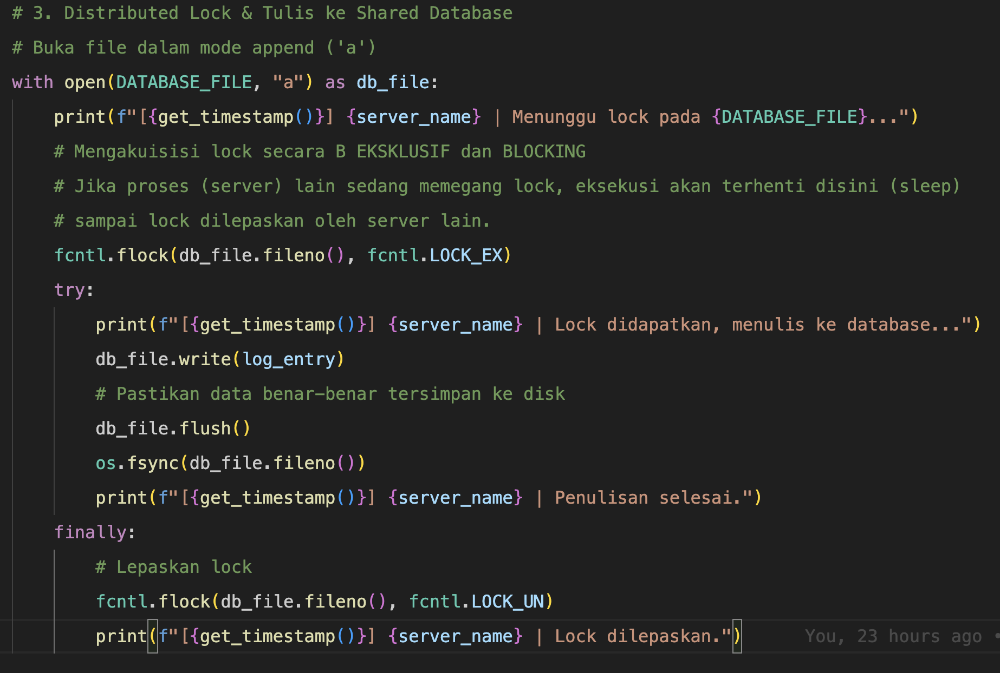 # 3. Distributed Lock & Tulis ke Shared Database
# Buka file dalam mode append ('a')
with open(DATABASE_FILE, "a") as db_file:
    print(f"[{get_timestamp()}] {server_name} | Menunggu lock pada {DATABASE_FILE}...")
    # Mengakuisisi lock secara B EKSKLUSIF dan BLOCKING
    # Jika proses (server) lain sedang memegang lock, eksekusi akan terhenti disini (sleep)
    # sampai lock dilepaskan oleh server lain.
    fcntl.flock(db_file.fileno(), fcntl.LOCK_EX)
    try:
        print(f"[{get_timestamp()}] {server_name} | Lock didapatkan, menulis ke database...")
        db_file.write(log_entry)
        # Pastikan data benar-benar tersimpan ke disk
        db_file.flush()
        os.fsync(db_file.fileno())
        print(f"[{get_timestamp()}] {server_name} | Penulisan selesai.")
    finally:
        # Lepaskan lock
        fcntl.flock(db_file.fileno(), fcntl.LOCK_UN)
        print(f"[{get_timestamp()}] {server_name} | Lock dilepaskan.") You, 23 hours ago •